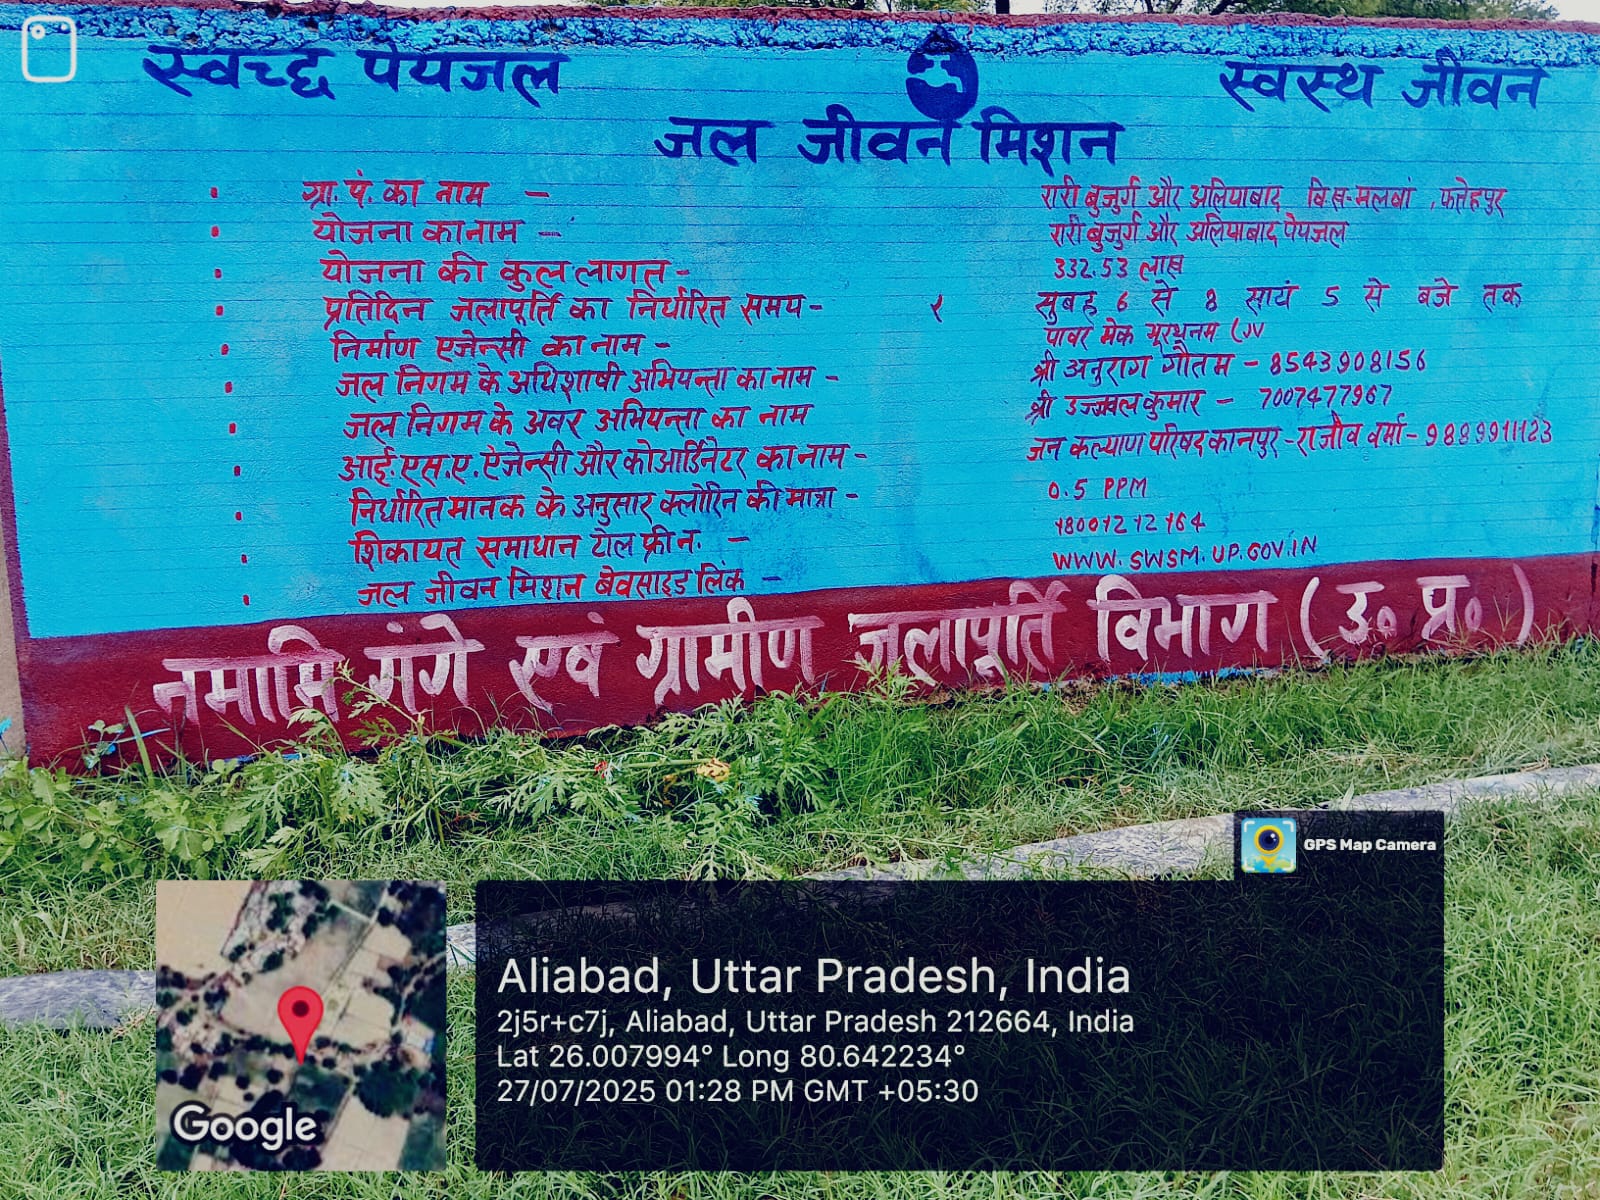 स्वच्छ पेयजल
स्वस्थ जीवन
जल जीवन मिशन
ग्रा.पं. का नाम – रारी बुजुर्ग और अलियाबाद वि.ख-मलवां, फतेहपुर
योजना का नाम – रारी बुजुर्ग और अलियाबाद पेयजल
योजना की कुल लागत - 332.53 लाख
प्रतिदिन जलापूर्ति का निर्धारित समय - सुबह 6 से 8 सायं 5 से बजे तक
निर्माण एजेन्सी का नाम - पावर मेक (JV
जल निगम के अधिशाषी अभियन्ता का नाम - श्री अनुराग गौतम - 8543908156
जल निगम के अवर अभियन्ता का नाम श्री उज्जवल कुमार - 7007477967
आई.एस.ए. एजेन्सी और कोआर्डिनेटर का नाम - जन कल्याण परिषद कानपुर - राजीव वर्मा - 9889911123
निर्धारित मानक के अनुसार क्लोरिन की मात्रा - 0.5 PPM
शिकायत समाधान टोल फ्री न. - 18001212164
जल जीवन मिशन बेवसाइड लिंक - WWW.SWSM.UP.GOV.IN
नमामि गंगे एवं ग्रामीण जलापूर्ति विभाग (उ० प्र०)
GPS Map Camera
Aliabad, Uttar Pradesh, India
2j5r+c7j, Aliabad, Uttar Pradesh 212664, India
Lat 26.007994° Long 80.642234°
27/07/2025 01:28 PM GMT +05:30
Google